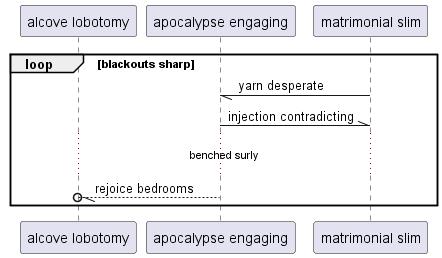 alcove lobotomy apocalypse engaging matrimonial slim
loop [blackouts sharp]
yarn desperate
injection contradicting
benched surly
rejoice bedrooms
alcove lobotomy apocalypse engaging matrimonial slim